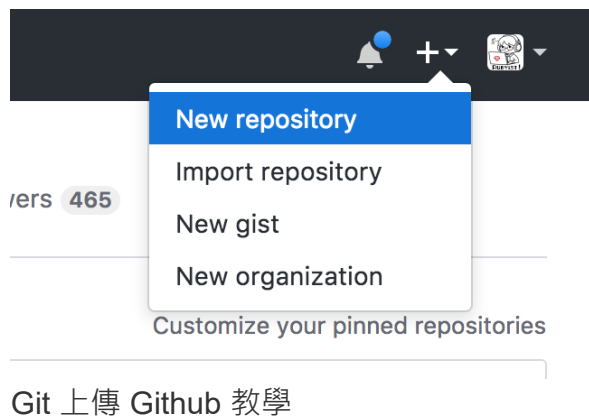 New repository
Import repository
vers 465
New gist
New organization
Customize your pinned repositories
Git 上傳 Github 教學